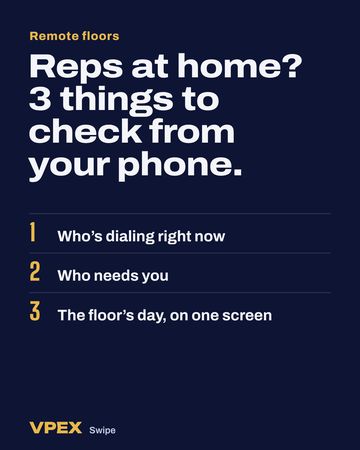 Remote floors
Reps at home?
3 things to
check from
your phone.
1 Who’s dialing right now
2 Who needs you
3 The floor’s day, on one screen
VPEX Swipe